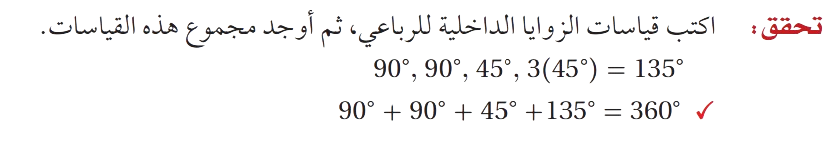 تحقق: اكتب قياسات الزوايا الداخلية للرباعي، ثم أوجد مجموع هذه القياسات.
90°, 90°, 45°, 3(45°) = 135°
90° + 90° + 45° +135° = 360° ✓